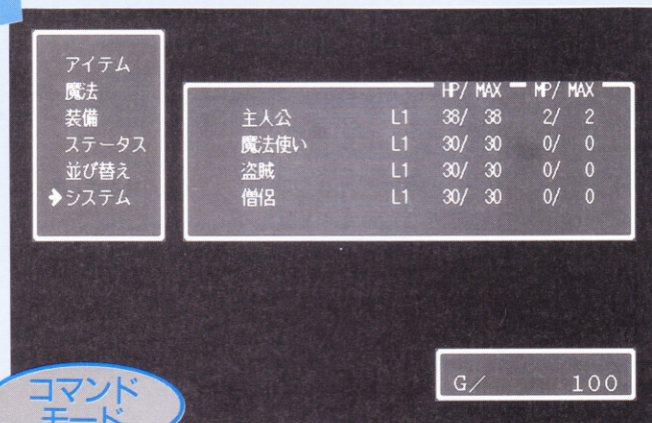 アイテム
魔法
装備
ステータス
並び替え
➔システム
HP/ MAX MP/ MAX
主人公 L1 38/ 38 2/ 2
魔法使い L1 30/ 30 0/ 0
盗賊 L1 30/ 30 0/ 0
僧侶 L1 30/ 30 0/ 0
G/ 100
コマンド
モード